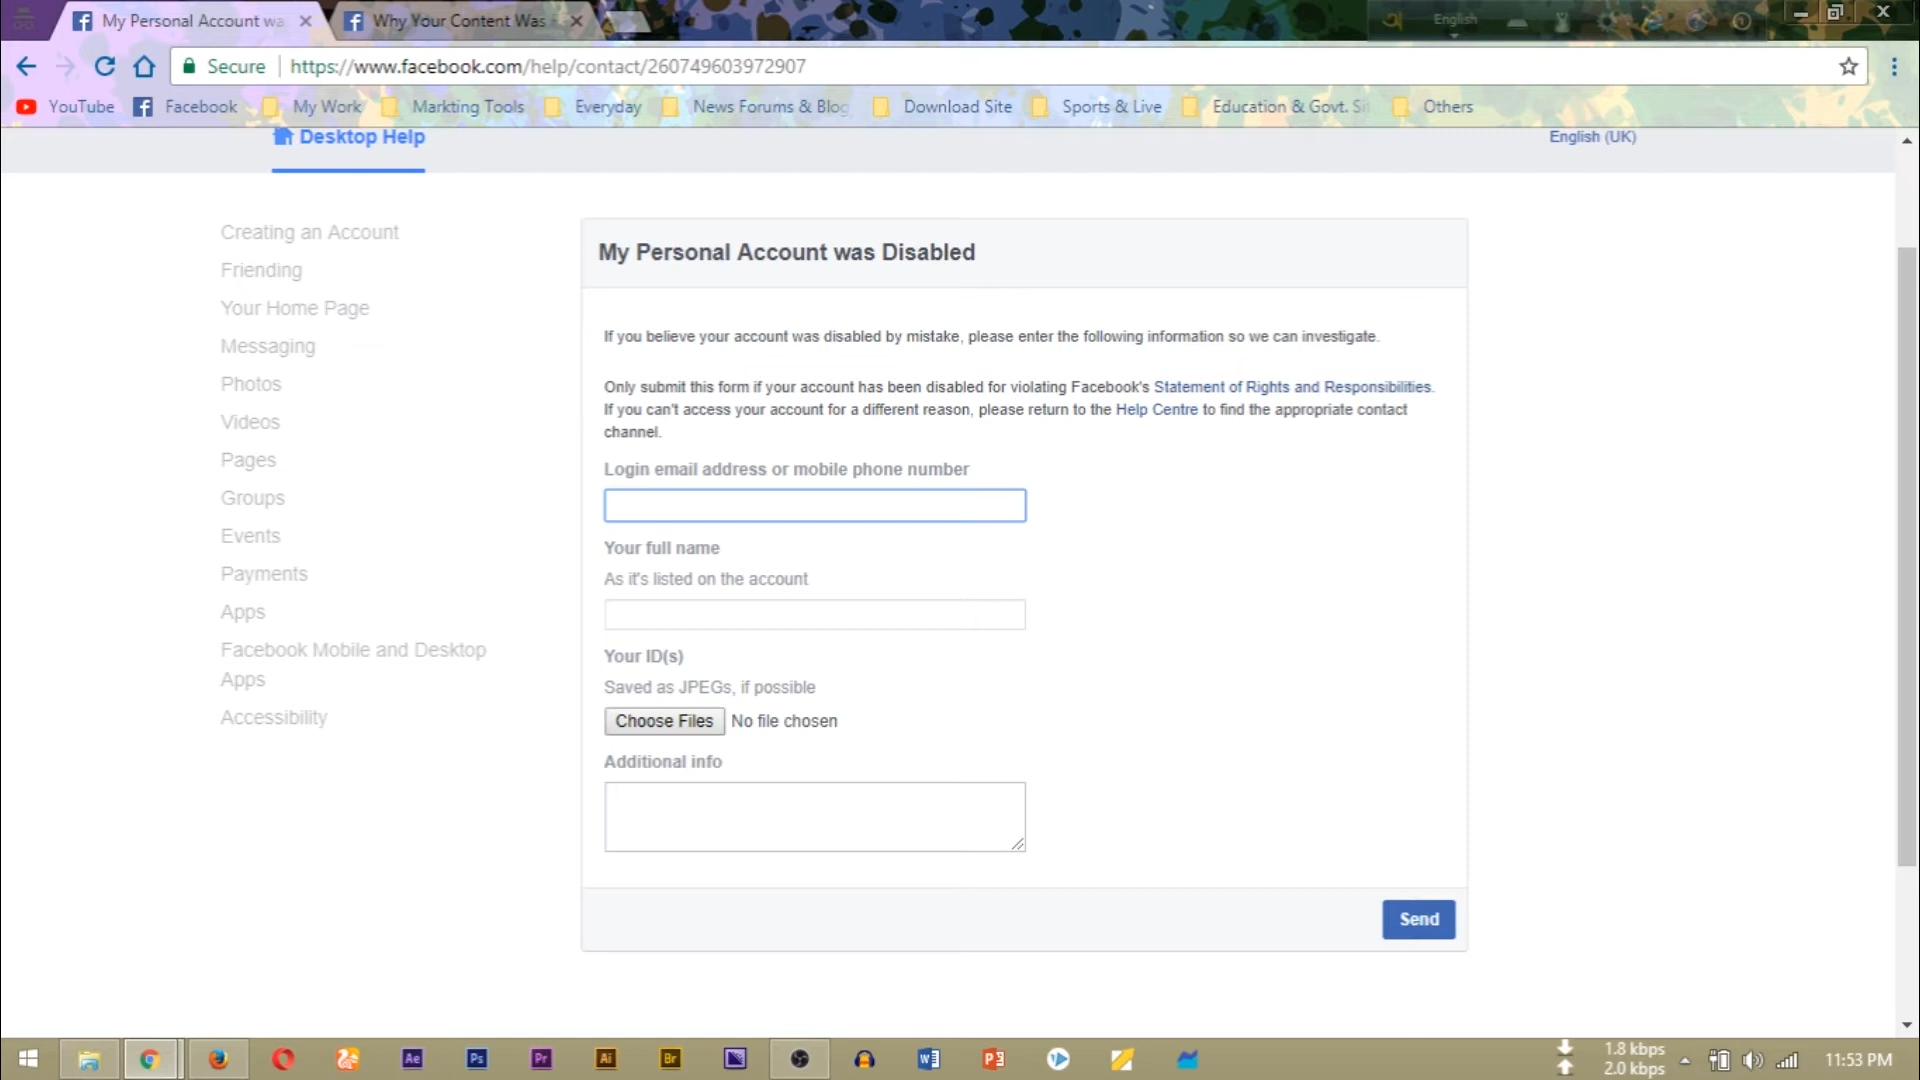 My Personal Account wa
Why Your Content Was
English
Secure
https://www.facebook.com/help/contact/260749603972907
YouTube
Facebook
My Work
Markting Tools
Everyday
News Forums & Blog
Download Site
Sports & Live
Education & Govt. Si
Others
Desktop Help
English (UK)
Creating an Account
Friending
Your Home Page
Messaging
Photos
Videos
Pages
Groups
Events
Payments
Apps
Facebook Mobile and Desktop
Apps
Accessibility
My Personal Account was Disabled
If you believe your account was disabled by mistake, please enter the following information so we can investigate.
Only submit this form if your account has been disabled for violating Facebook's Statement of Rights and Responsibilities.
If you can't access your account for a different reason, please return to the Help Centre to find the appropriate contact
channel.
Login email address or mobile phone number
Your full name
As it's listed on the account
Your ID(s)
Saved as JPEGs, if possible
Choose Files No file chosen
Additional info
Send
Ae
Ps
Pr
Ai
Br
1.8 kbps
2.0 kbps
11:53 PM